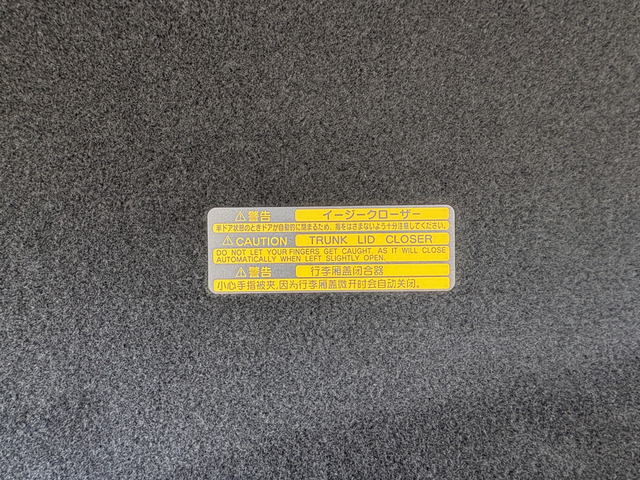 ⚠警告 イージークローザー
半ドア状態のときドアが自動的に閉まるため、指をはさまないよう十分注意してください。
⚠CAUTION TRUNK LID CLOSER
DO NOT LET YOUR FINGERS GET CAUGHT, AS IT WILL CLOSE
AUTOMATICALLY WHEN LEFT SLIGHTLY OPEN.
⚠警告 行李厢盖闭合器
小心手指被夹,因为行李厢盖微开时会自动关闭。